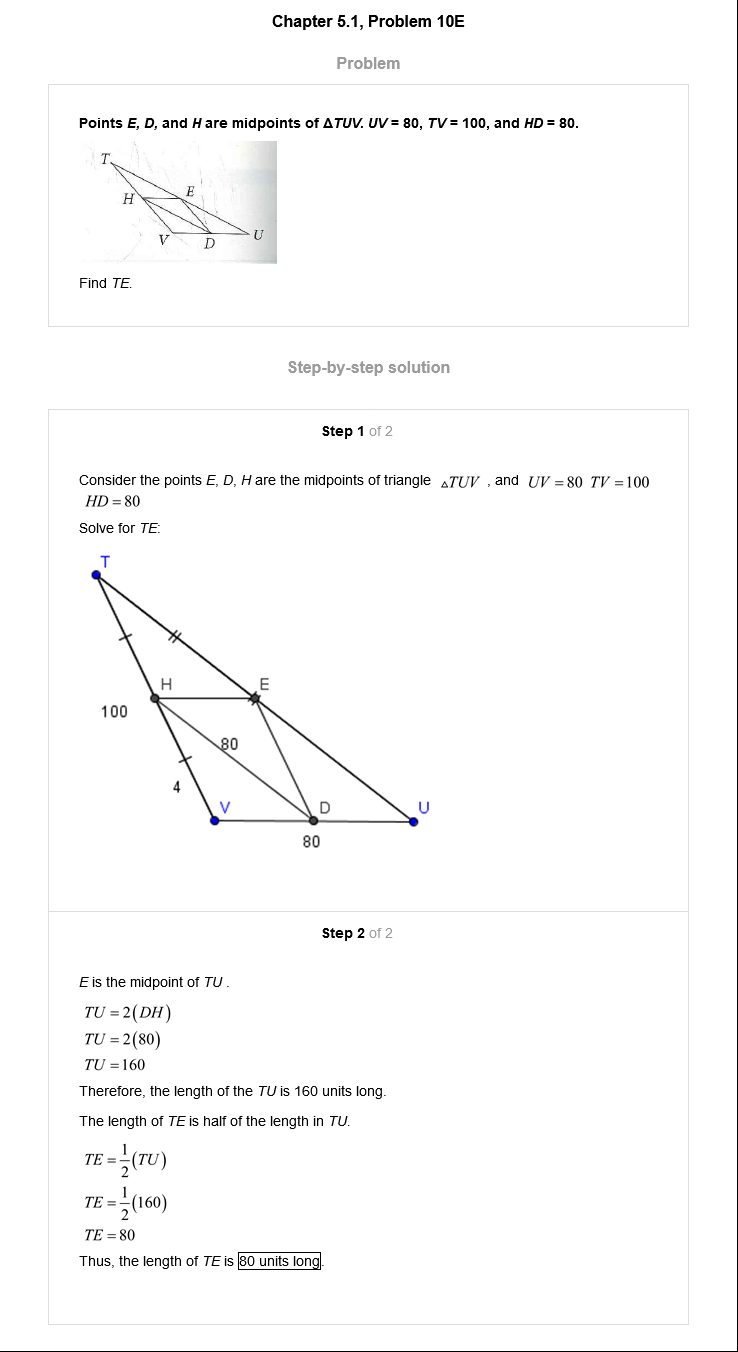 Chapter 5.1, Problem 10E
Problem
Points E, D, and H are midpoints of ΔTUV. UV = 80, TV = 100, and HD = 80.
T
E
H
U
V
D
Find TE.
Step-by-step solution
Step 1 of 2
Consider the points E, D, H are the midpoints of triangle △TUV , and UV = 80 TV = 100
HD = 80
Solve for TE:
T
H
E
100
80
4
V
D
U
80
Step 2 of 2
E is the midpoint of TU .
TU = 2(DH)
TU = 2(80)
TU = 160
Therefore, the length of the TU is 160 units long.
The length of TE is half of the length in TU.
TE = 1/2 (TU)
TE = 1/2 (160)
TE = 80
Thus, the length of TE is 80 units long.